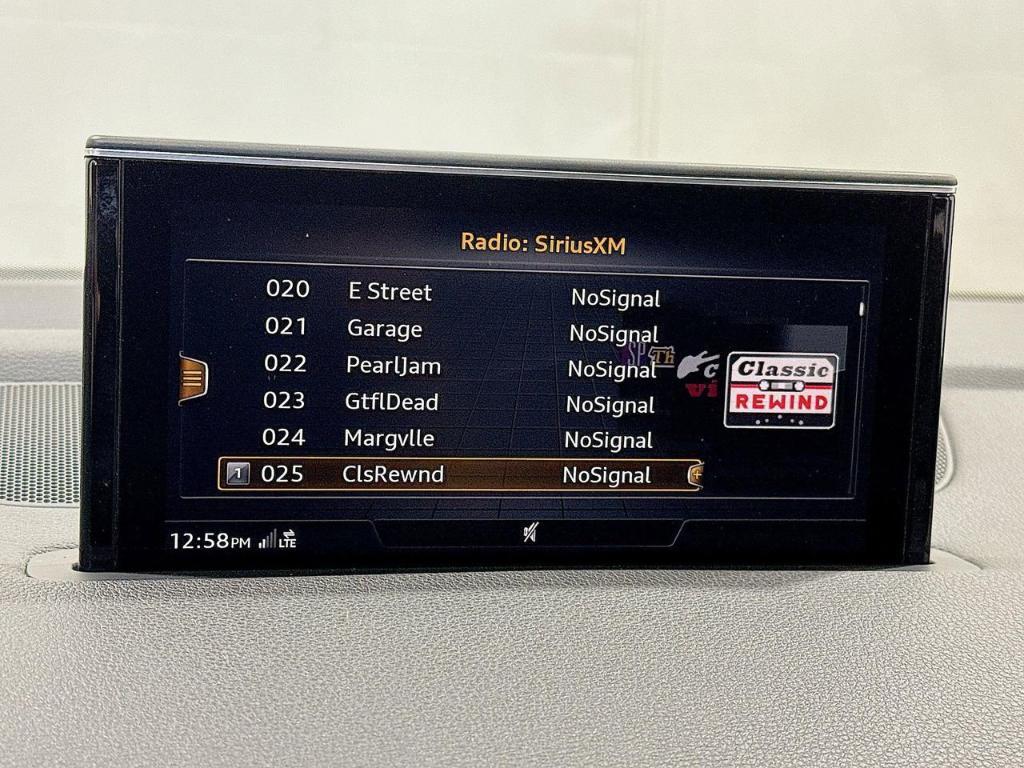 Radio: SiriusXM
020 E Street NoSignal
021 Garage NoSignal
022 PearlJam NoSignal
023 GtflDead NoSignal
024 Margvlle NoSignal
1 025 ClsRewnd NoSignal
Classic
REWIND
12:58PM LTE